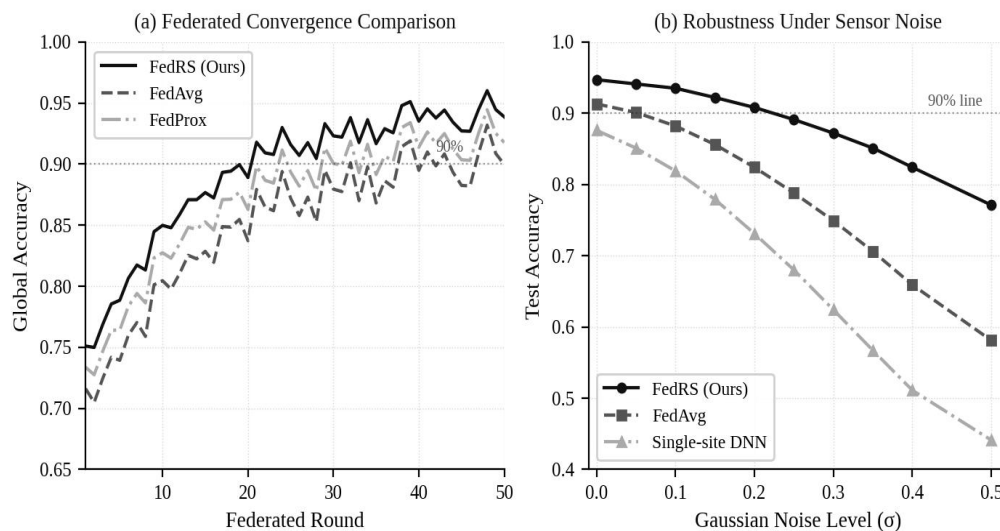 (a) Federated Convergence Comparison
1.00
0.95
0.90
0.85
0.80
0.75
0.70
0.65
Global Accuracy
FedRS (Ours)
FedAvg
FedProx
90%
10
20
30
40
50
Federated Round
(b) Robustness Under Sensor Noise
1.0
0.9
0.8
0.7
0.6
0.5
0.4
Test Accuracy
90% line
FedRS (Ours)
FedAvg
Single-site DNN
0.0
0.1
0.2
0.3
0.4
0.5
Gaussian Noise Level (σ)